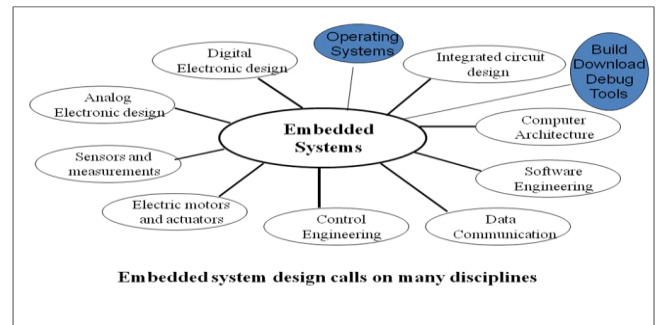 Operating
Systems
Digital
Electronic design
Integrated circuit
design
Build
Download
Debug
Tools
Analog
Electronic design
Embedded
Systems
Computer
Architecture
Sensors and
measurements
Software
Engineering
Electric motors
and actuators
Control
Engineering
Data
Communication
Embedded system design calls on many disciplines